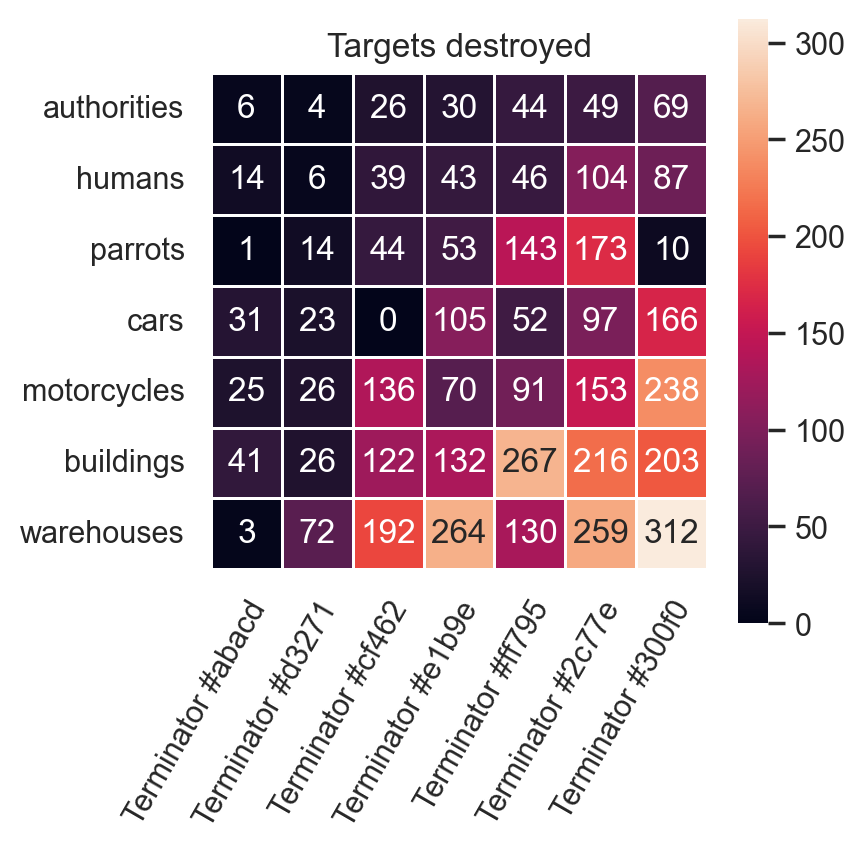 Targets destroyed
authorities 6 4 26 30 44 49 69
humans 14 6 39 43 46 104 87
parrots 1 14 44 53 143 173 10
cars 31 23 0 105 52 97 166
motorcycles 25 26 136 70 91 153 238
buildings 41 26 122 132 267 216 203
warehouses 3 72 192 264 130 259 312
Terminator #abacd
Terminator #d3271
Terminator #cf462
Terminator #e1b9e
Terminator #ff795
Terminator #2c77e
Terminator #300f0
300
250
200
150
100
50
0